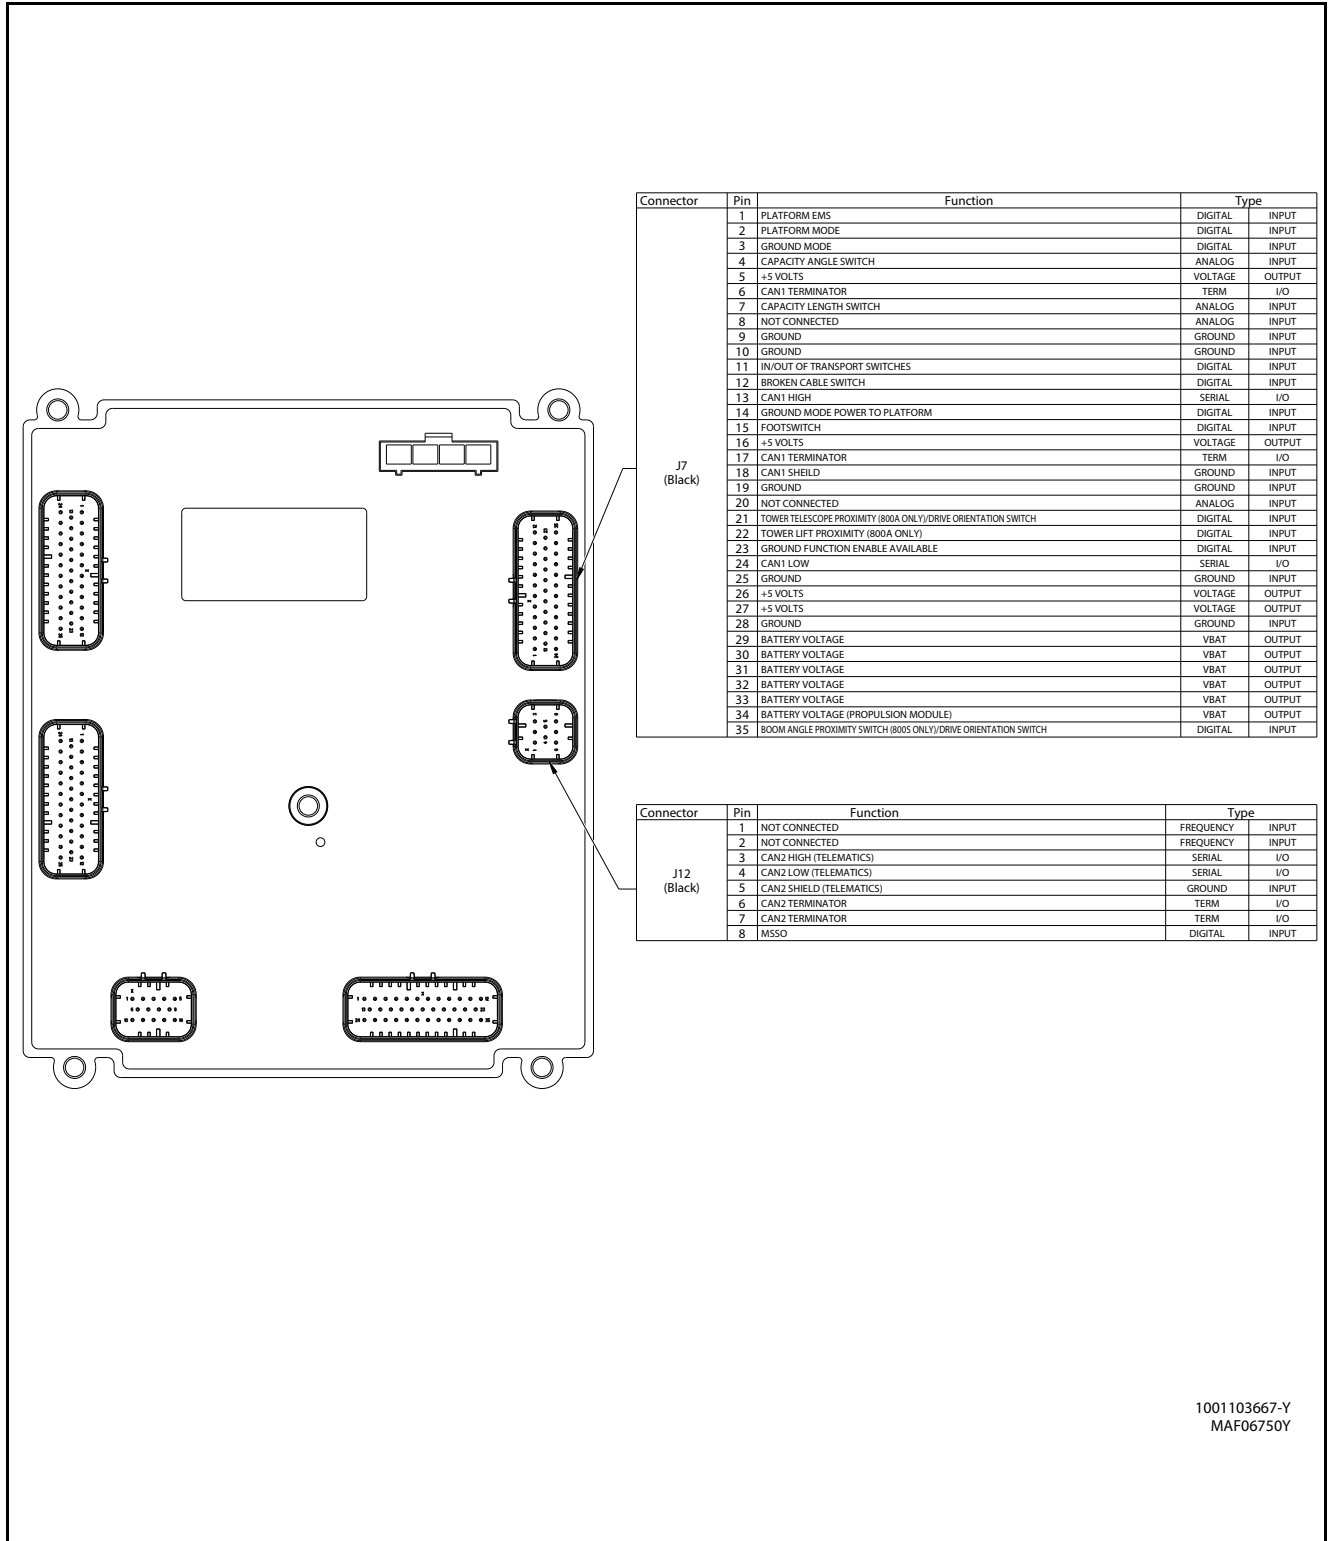 Connector Pin Function Type
1 PLATFORM EMS DIGITAL INPUT
2 PLATFORM MODE DIGITAL INPUT
3 GROUND MODE DIGITAL INPUT
4 CAPACITY ANGLE SWITCH ANALOG INPUT
5 +5 VOLTS VOLTAGE OUTPUT
6 CAN1 TERMINATOR TERM I/O
7 CAPACITY LENGTH SWITCH ANALOG INPUT
8 NOT CONNECTED ANALOG INPUT
9 GROUND GROUND INPUT
10 GROUND GROUND INPUT
11 IN/OUT OF TRANSPORT SWITCHES DIGITAL INPUT
12 BROKEN CABLE SWITCH DIGITAL INPUT
13 CAN1 HIGH SERIAL I/O
14 GROUND MODE POWER TO PLATFORM DIGITAL INPUT
15 FOOTSWITCH DIGITAL INPUT
16 +5 VOLTS VOLTAGE OUTPUT
17 CAN1 TERMINATOR TERM I/O
J7
(Black)
18 CAN1 SHEILD GROUND INPUT
19 GROUND GROUND INPUT
20 NOT CONNECTED ANALOG INPUT
21 TOWER TELESCOPE PROXIMITY (800A ONLY)/DRIVE ORIENTATION SWITCH DIGITAL INPUT
22 TOWER LIFT PROXIMITY (800A ONLY) DIGITAL INPUT
23 GROUND FUNCTION ENABLE AVAILABLE DIGITAL INPUT
24 CAN1 LOW SERIAL I/O
25 GROUND GROUND INPUT
26 +5 VOLTS VOLTAGE OUTPUT
27 +5 VOLTS VOLTAGE OUTPUT
28 GROUND GROUND INPUT
29 BATTERY VOLTAGE VBAT OUTPUT
30 BATTERY VOLTAGE VBAT OUTPUT
31 BATTERY VOLTAGE VBAT OUTPUT
32 BATTERY VOLTAGE VBAT OUTPUT
33 BATTERY VOLTAGE VBAT OUTPUT
34 BATTERY VOLTAGE (PROPULSION MODULE) VBAT OUTPUT
35 BOOM ANGLE PROXIMITY SWITCH (800S ONLY)/DRIVE ORIENTATION SWITCH DIGITAL INPUT
Connector Pin Function Type
1 NOT CONNECTED FREQUENCY INPUT
2 NOT CONNECTED FREQUENCY INPUT
3 CAN2 HIGH (TELEMATICS) SERIAL I/O
4 CAN2 LOW (TELEMATICS) SERIAL I/O
J12
(Black)
5 CAN2 SHIELD (TELEMATICS) GROUND INPUT
6 CAN2 TERMINATOR TERM I/O
7 CAN2 TERMINATOR TERM I/O
8 MSSO DIGITAL INPUT
1001103667-Y
MAF06750Y